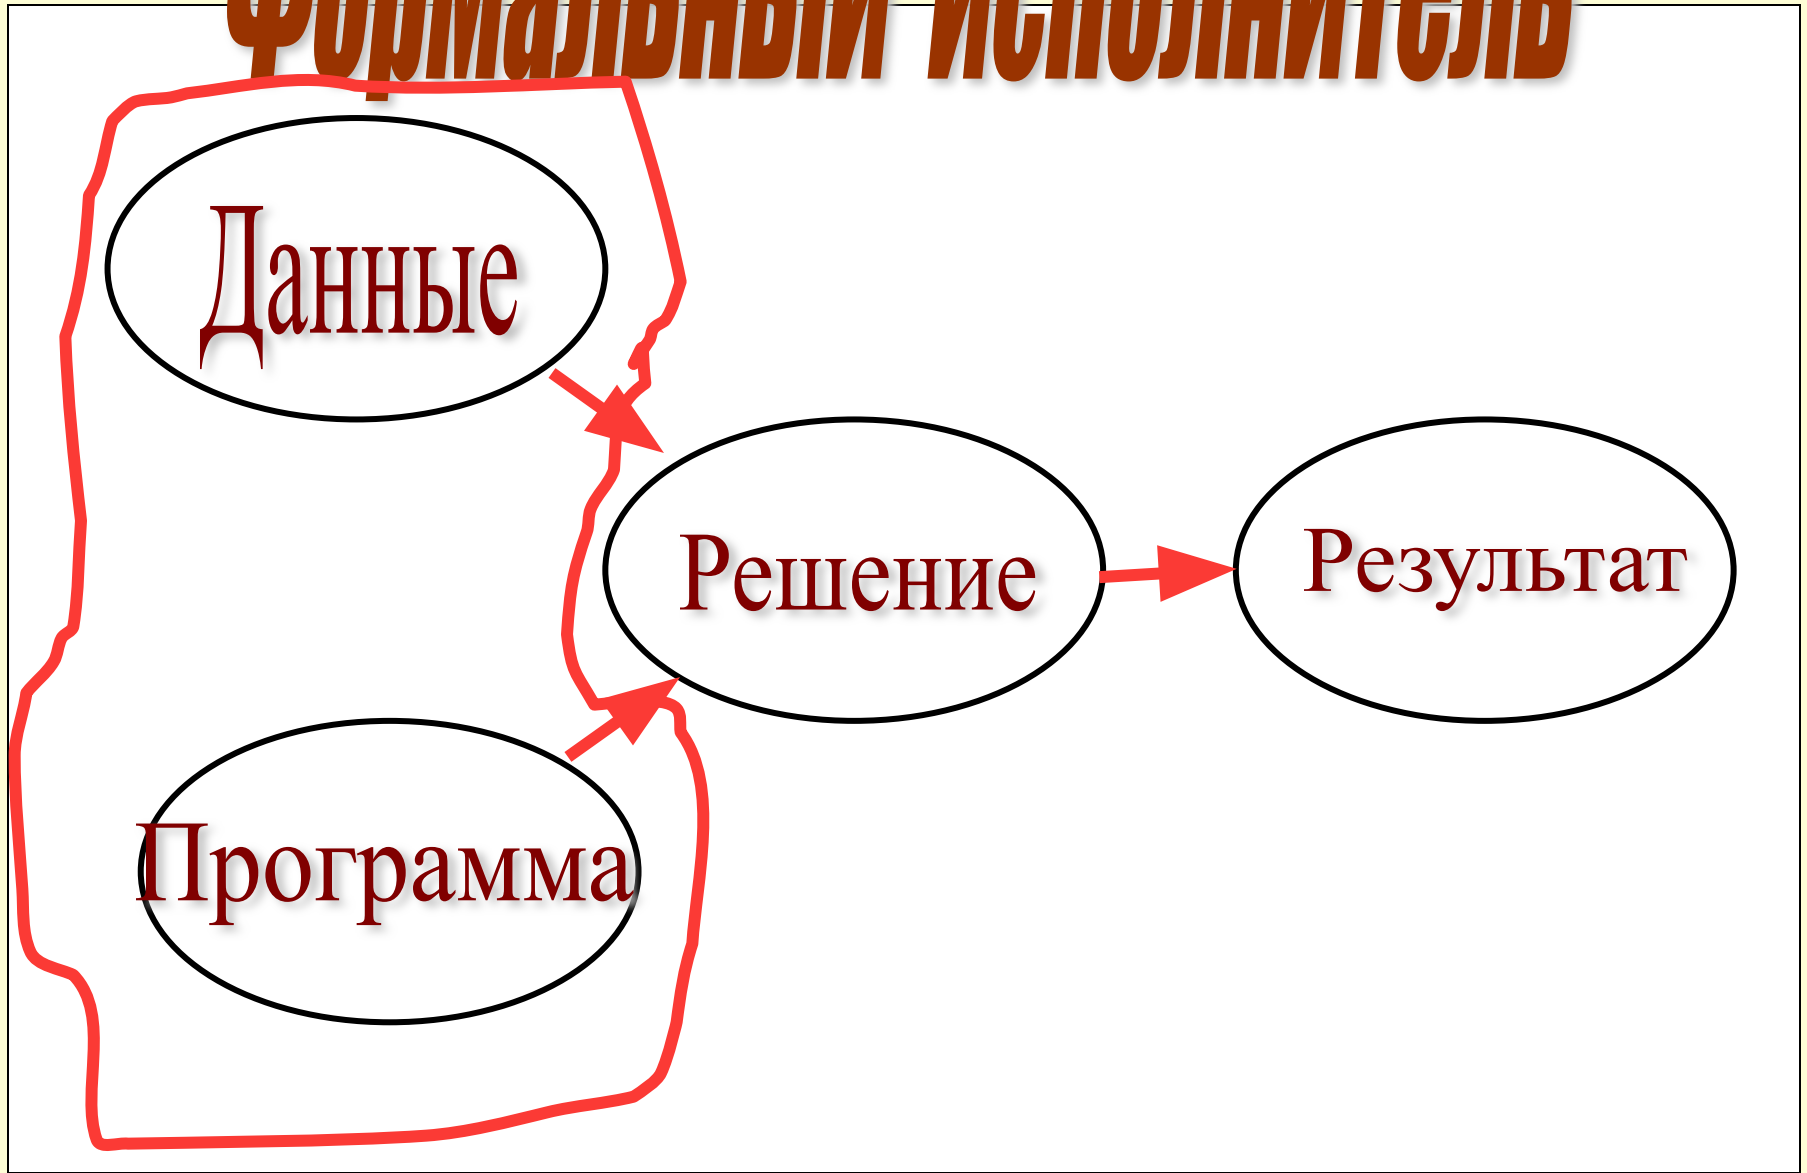 Формальный исполнитель
Данные
Решение
Результат
Программа